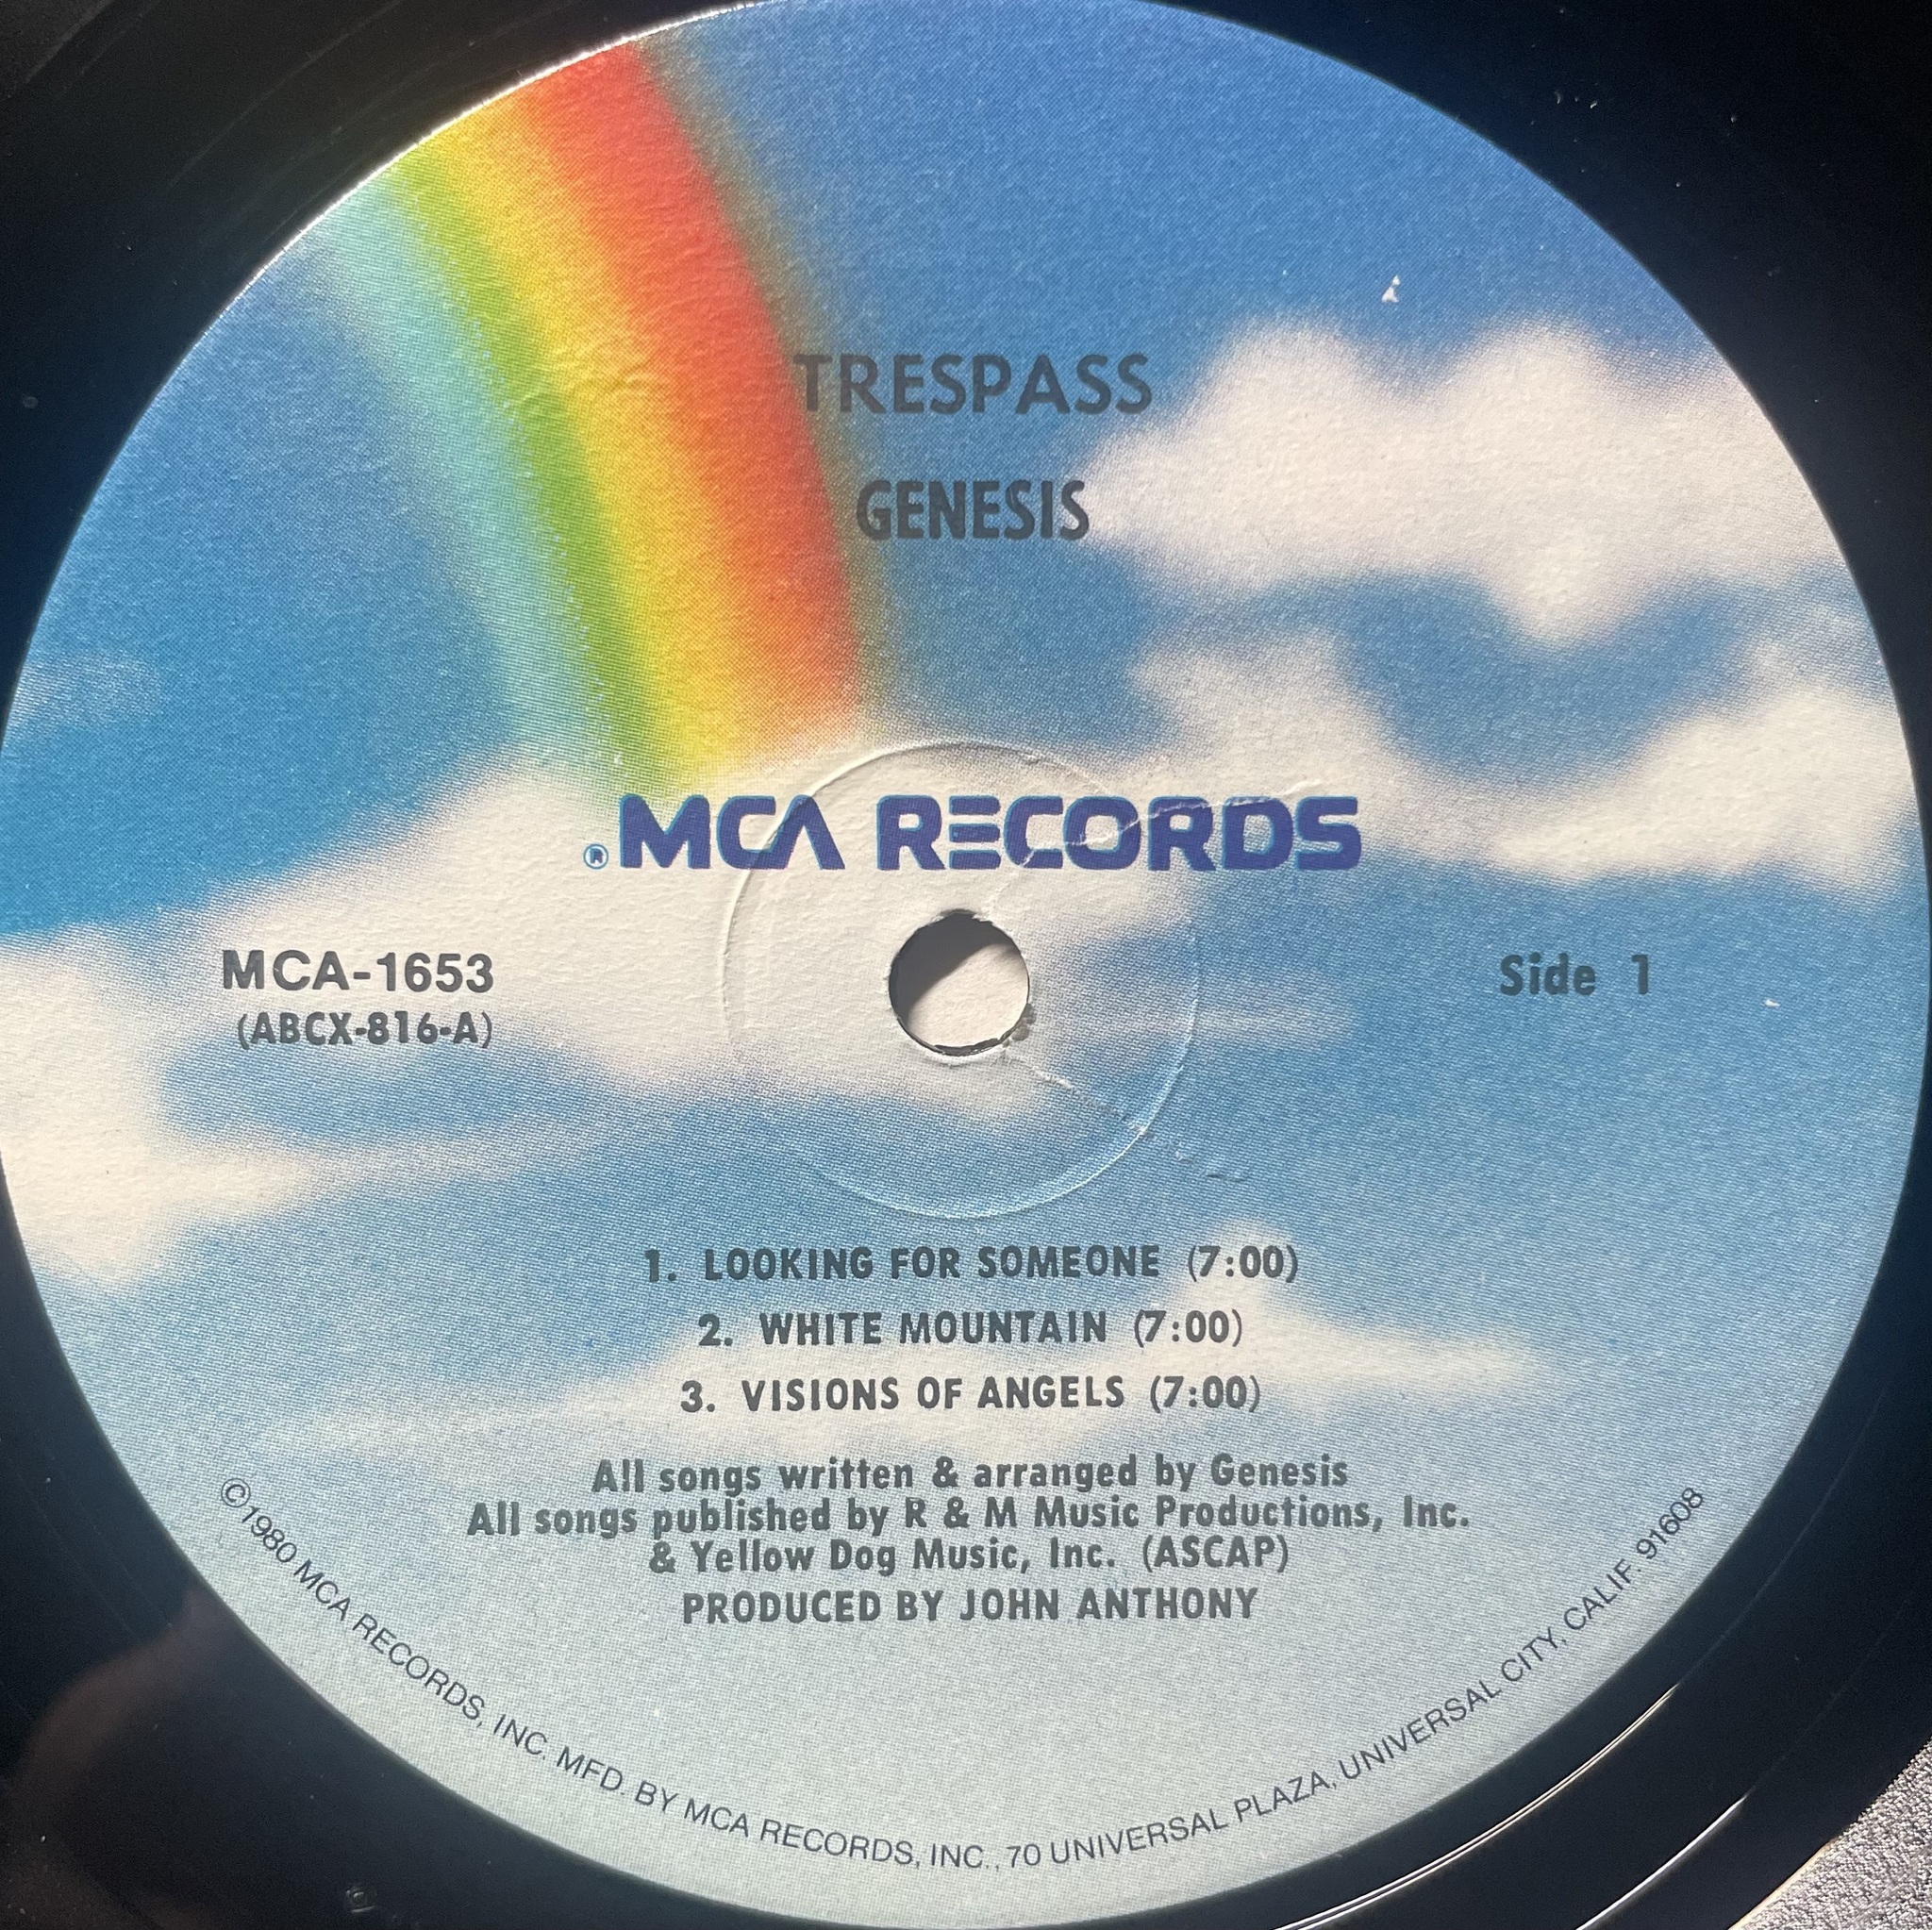 TRESPASS
GENESIS
®MCA RECORDS
MCA-1653
(ABCX-816-A)
Side 1
1. LOOKING FOR SOMEONE (7:00)
2. WHITE MOUNTAIN (7:00)
3. VISIONS OF ANGELS (7:00)
All songs written & arranged by Genesis
All songs published by R & M Music Productions, Inc.
& Yellow Dog Music, Inc. (ASCAP)
PRODUCED BY JOHN ANTHONY
©1980 MCA RECORDS, INC. MFD. BY MCA RECORDS, INC., 70 UNIVERSAL PLAZA, UNIVERSAL CITY, CALIF. 91608